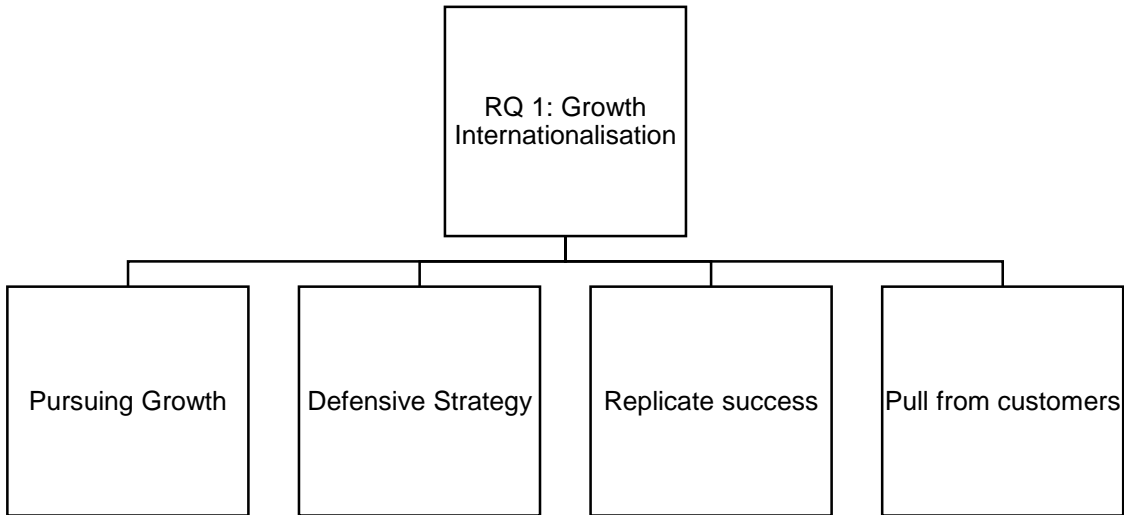 RQ 1: Growth
Internationalisation
Pursuing Growth
Defensive Strategy
Replicate success
Pull from customers